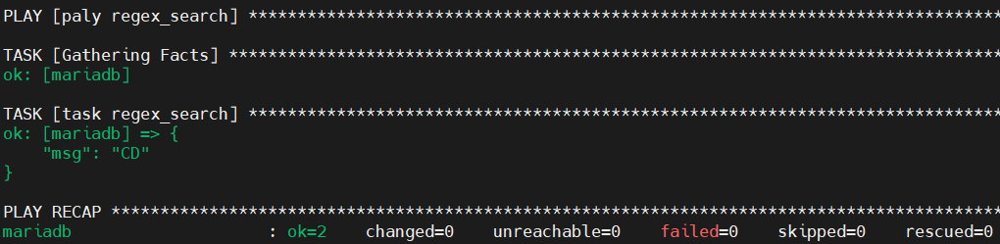 PLAY [paly regex_search] *****************************************************************************
TASK [Gathering Facts] *******************************************************************************
ok: [mariadb]
TASK [task regex_search] *****************************************************************************
ok: [mariadb] => {
    "msg": "CD"
}
PLAY RECAP *******************************************************************************************
mariadb                    : ok=2    changed=0    unreachable=0    failed=0    skipped=0    rescued=0